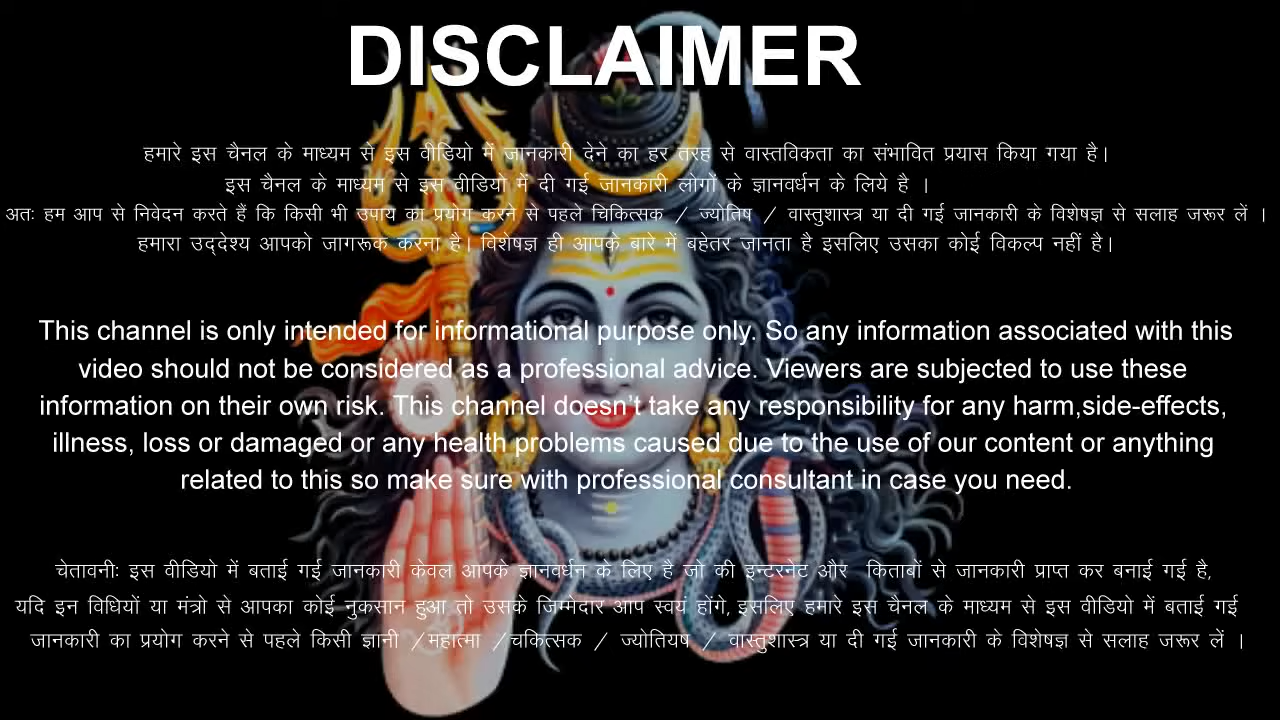 DISCLAIMER
हमारे इस चैनल के माध्यम से इस वीडियो में जानकारी देने का हर तरह से वास्तविकता का संभावित प्रयास किया गया है।
इस चैनल के माध्यम से इस वीडियो में दी गई जानकारी लोगों के ज्ञानवर्धन के लिये है ।
अतः हम आप से निवेदन करते हैं कि किसी भी उपाय का प्रयोग करने से पहले चिकित्सक / ज्योतिष / वास्तुशास्त्र या दी गई जानकारी के विशेषज्ञ से सलाह जरूर लें ।
हमारा उद्देश्य आपको जागरूक करना है। विशेषज्ञ ही आपके बारे में बहेतर जानता है इसलिए उसका कोई विकल्प नहीं है।
This channel is only intended for informational purpose only. So any information associated with this
video should not be considered as a professional advice. Viewers are subjected to use these
information on their own risk. This channel doesn't take any responsibility for any harm,side-effects,
illness, loss or damaged or any health problems caused due to the use of our content or anything
related to this so make sure with professional consultant in case you need.
चेतावनीः इस वीडियो में बताई गई जानकारी केवल आपके ज्ञानवर्धन के लिए है जो की इन्टरनेट और किताबों से जानकारी प्राप्त कर बनाई गई है,
यदि इन विधियों या मंत्रो से आपका कोई नुकसान हुआ तो उसके जिम्मेदार आप स्वयं होंगे, इसलिए हमारे इस चैनल के माध्यम से इस वीडियो में बताई गई
जानकारी का प्रयोग करने से पहले किसी ज्ञानी /महात्मा /चकित्सक / ज्योतियष / वास्तुशास्त्र या दी गई जानकारी के विशेषज्ञ से सलाह जरूर लें ।